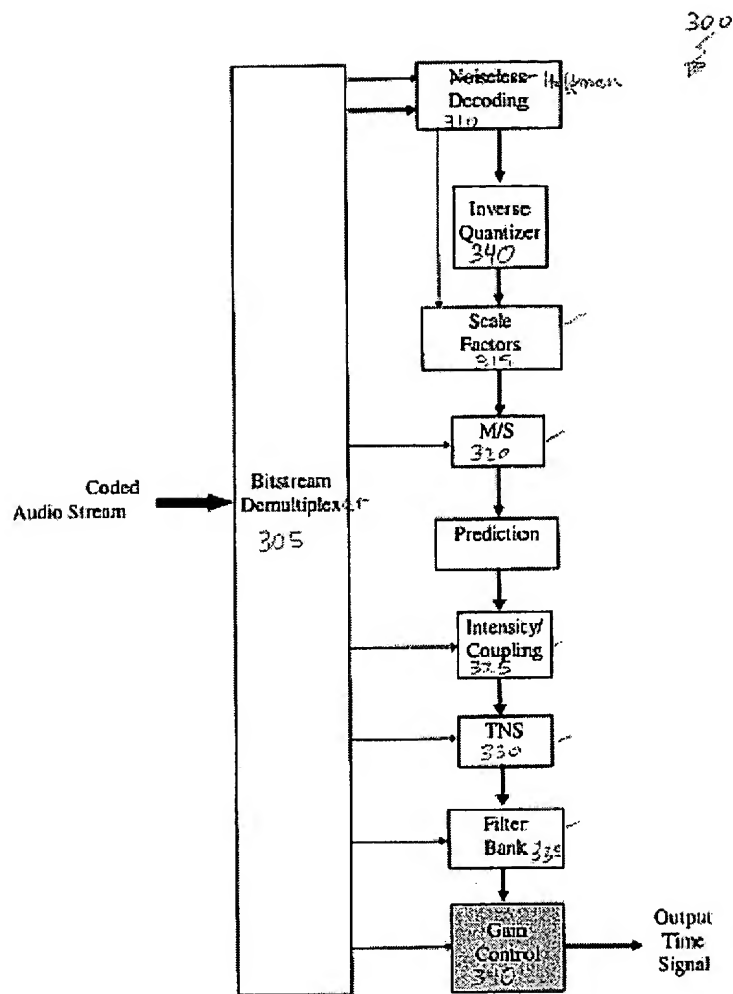 300
Noiseless
Huffman
Decoding
310
Inverse
Quantizer
340
Scale
Factors
315
M/S
320
Coded
Audio Stream
Bitstream
Demultiplexer
305
Prediction
Intensity/
Coupling
325
TNS
330
Filter
Bank 335
Gain
Control
340
Output
Time
Signal